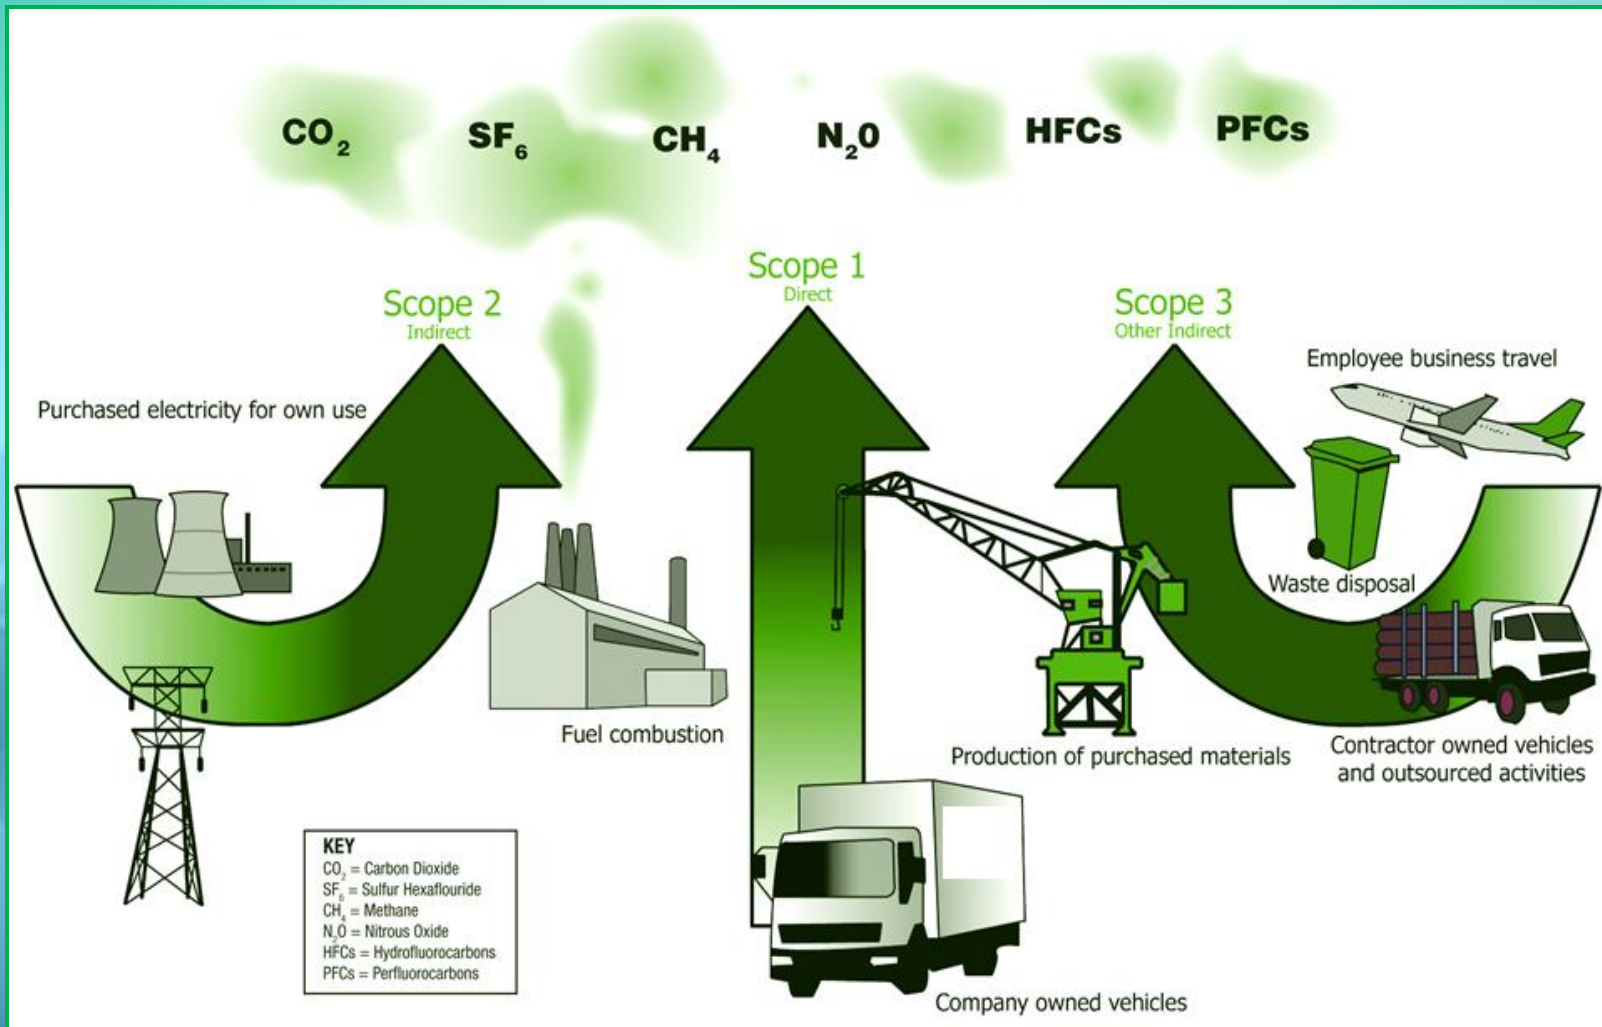 CO2 SF6 CH4 N20 HFCs PFCs
Scope 1
Direct
Scope 2
Indirect
Scope 3
Other Indirect
Employee business travel
Purchased electricity for own use
Waste disposal
Fuel combustion
Production of purchased materials
Contractor owned vehicles
and outsourced activities
KEY
CO2 = Carbon Dioxide
SF6 = Sulfur Hexaflouride
CH4 = Methane
N2O = Nitrous Oxide
HFCs = Hydrofluorocarbons
PFCs = Perfluorocarbons
Company owned vehicles